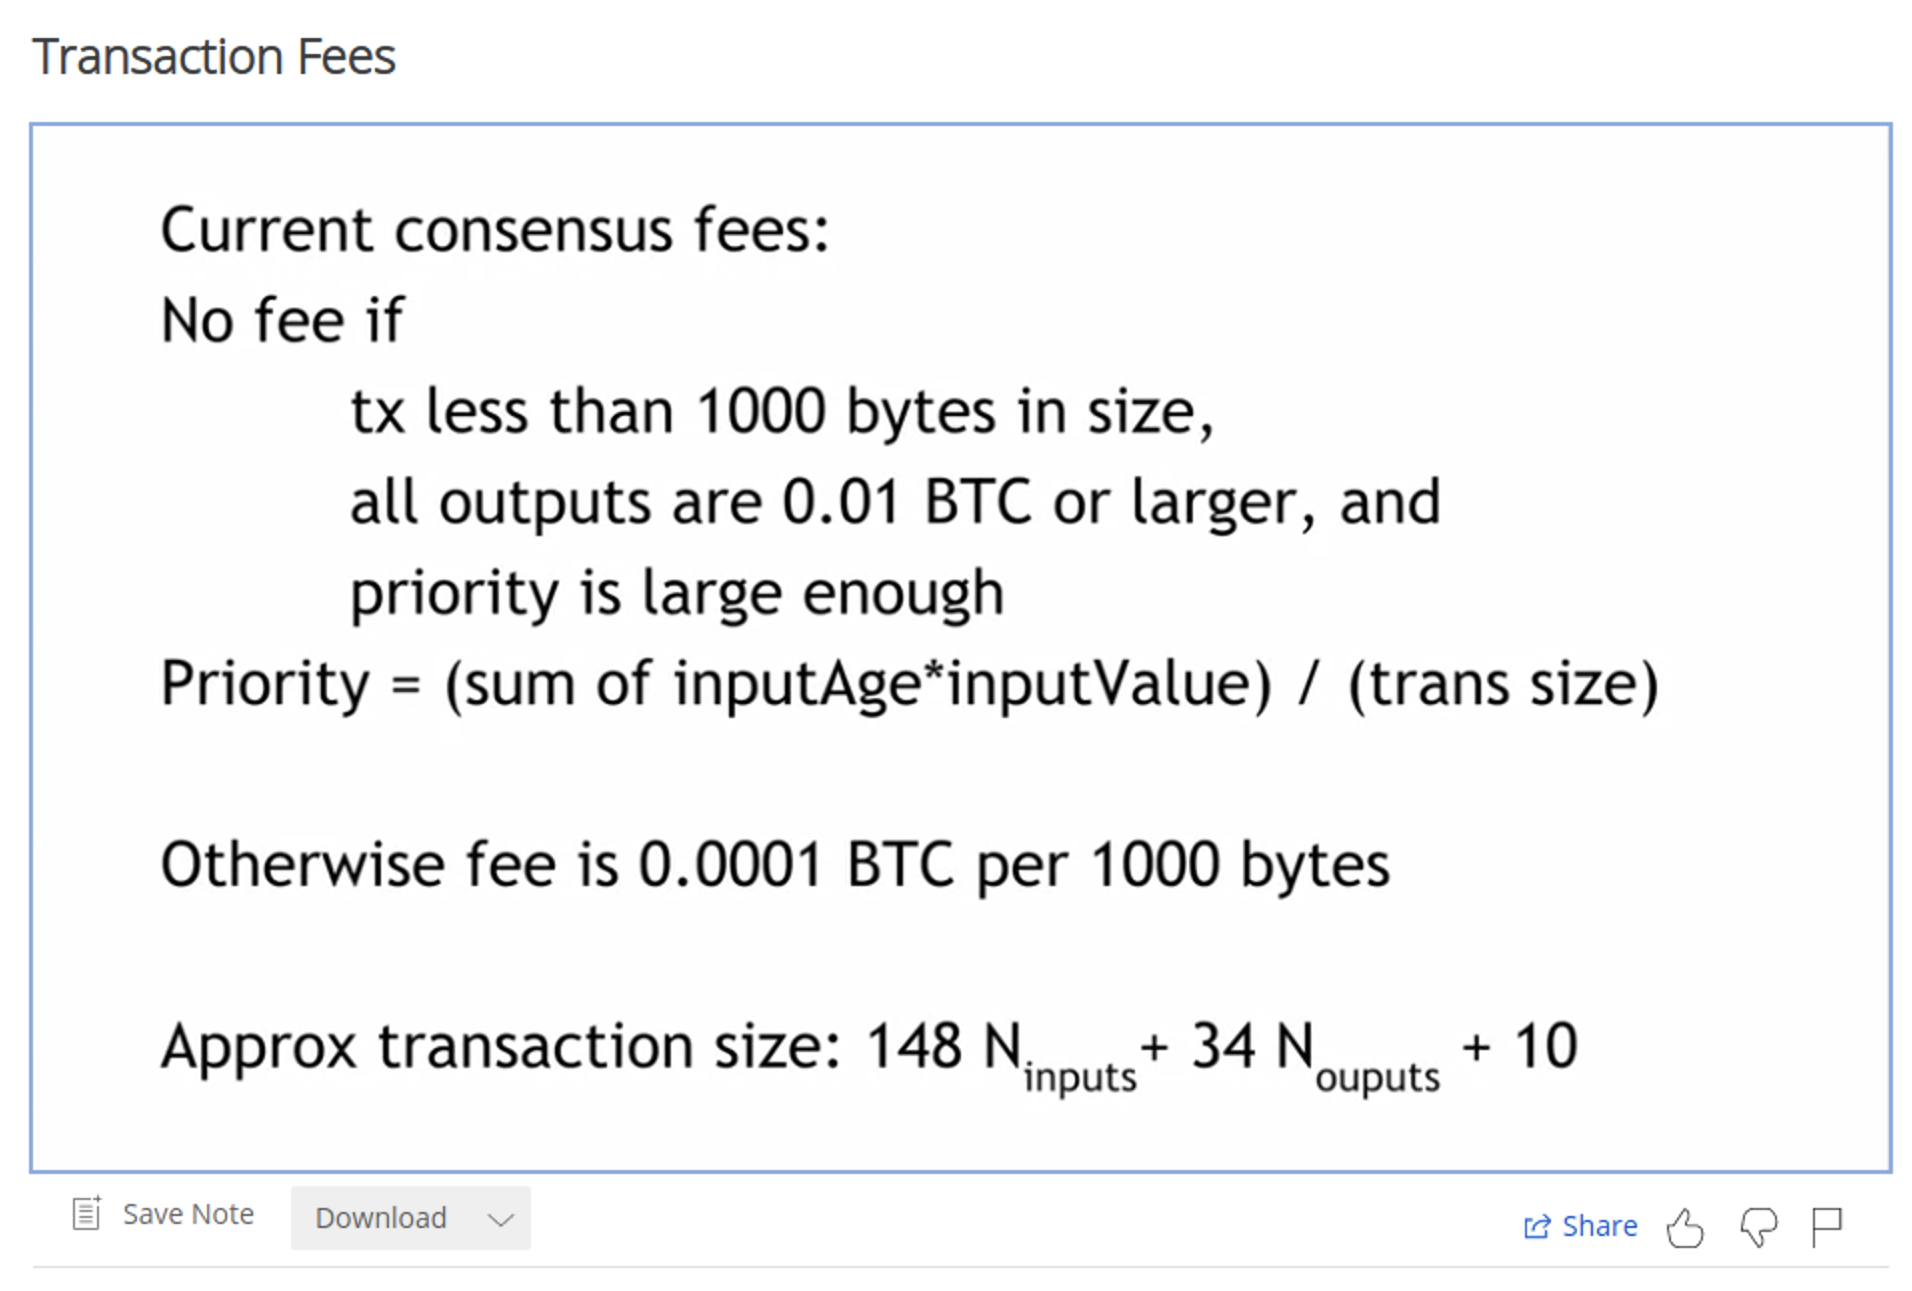 Transaction Fees
Current consensus fees:
No fee if
tx less than 1000 bytes in size,
all outputs are 0.01 BTC or larger, and
priority is large enough
Priority = (sum of inputAge*inputValue) / (trans size)
Otherwise fee is 0.0001 BTC per 1000 bytes
Approx transaction size: 148 N inputs + 34 N ouputs + 10
Save Note
Download
Share